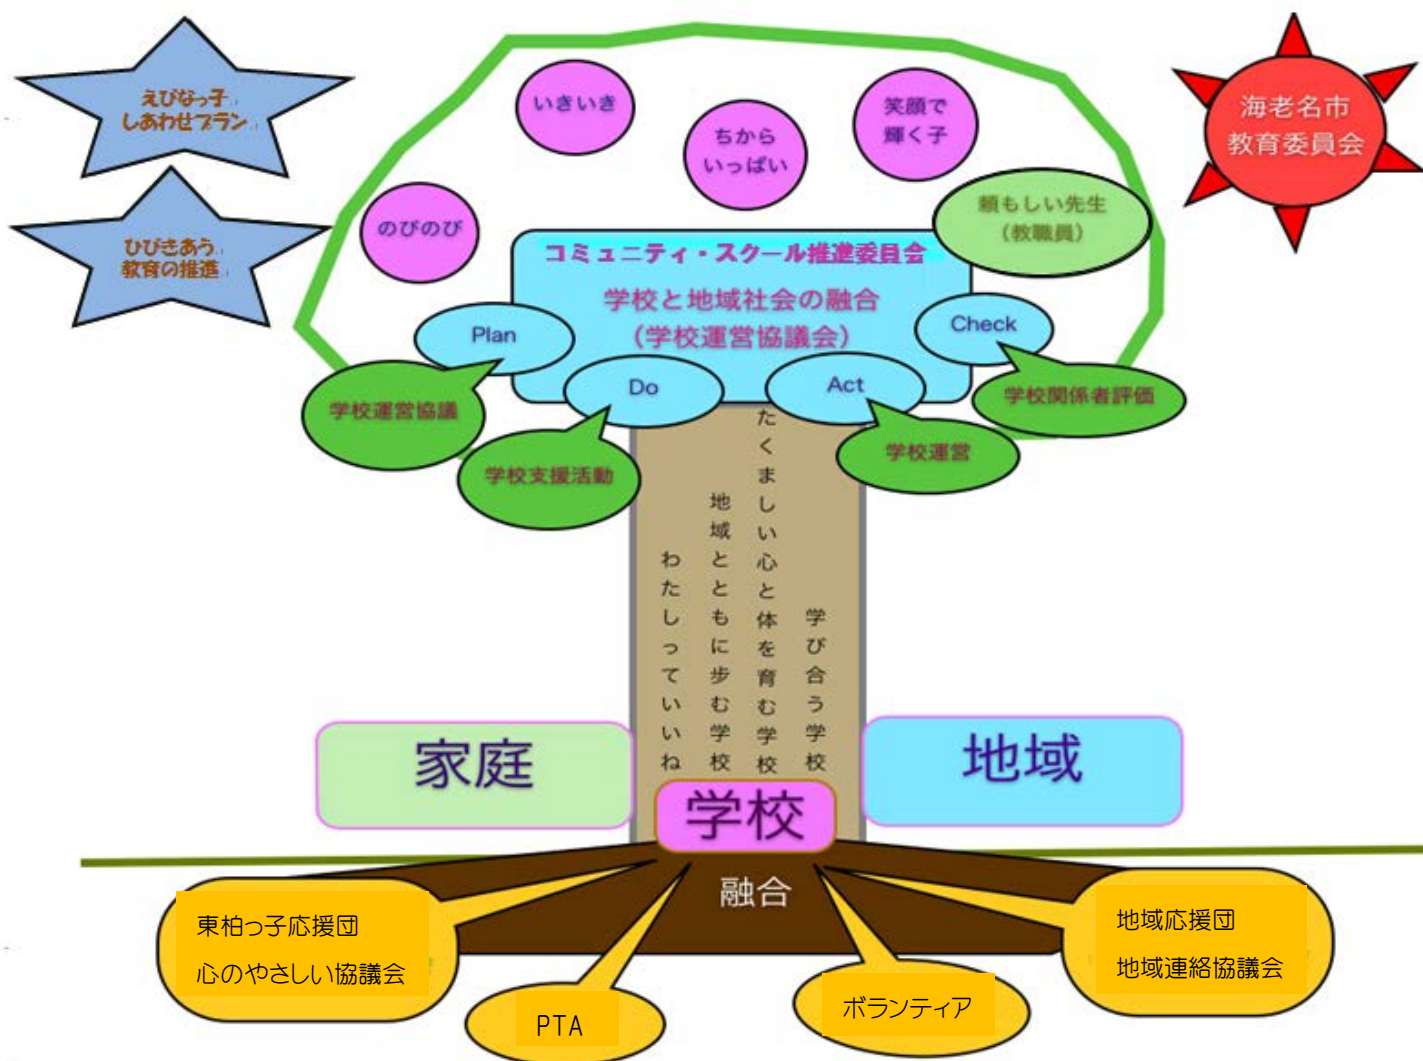 えびなっ子
しあわせプラン
ひびきあう
教育の推進
海老名市
教育委員会
いきいき
ちから
いっぱい
笑顔で
輝く子
のびのび
頼もしい先生
（教職員）
コミュニティ・スクール推進委員会
学校と地域社会の融合
（学校運営協議会）
Plan
Do
Act
Check
学校運営協議
学校支援活動
学校運営
学校関係者評価
学び合う学校
たくましい心と体を育む学校
地域とともに歩む学校
わたしっていいね
家庭
学校
地域
融合
東柏っ子応援団
心のやさしい協議会
PTA
ボランティア
地域応援団
地域連絡協議会